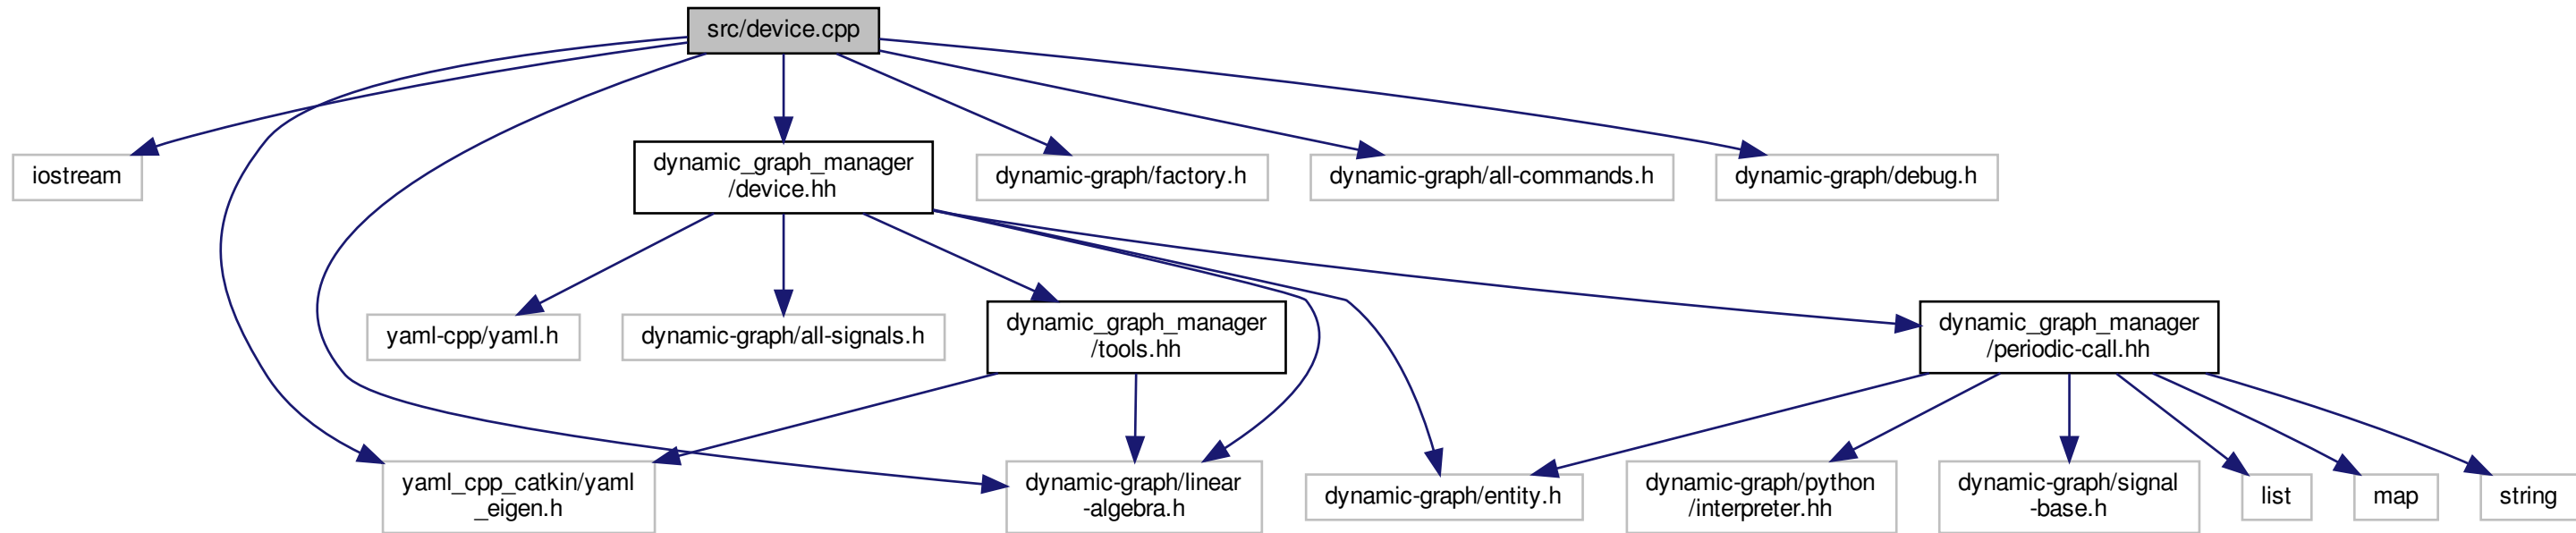 src/device.cpp
iostream
dynamic_graph_manager
/device.hh
dynamic-graph/factory.h
dynamic-graph/all-commands.h
dynamic-graph/debug.h
yaml-cpp/yaml.h
dynamic-graph/all-signals.h
dynamic_graph_manager
/tools.hh
dynamic_graph_manager
/periodic-call.hh
yaml_cpp_catkin/yaml
_eigen.h
dynamic-graph/linear
-algebra.h
dynamic-graph/entity.h
dynamic-graph/python
/interpreter.hh
dynamic-graph/signal
-base.h
list
map
string